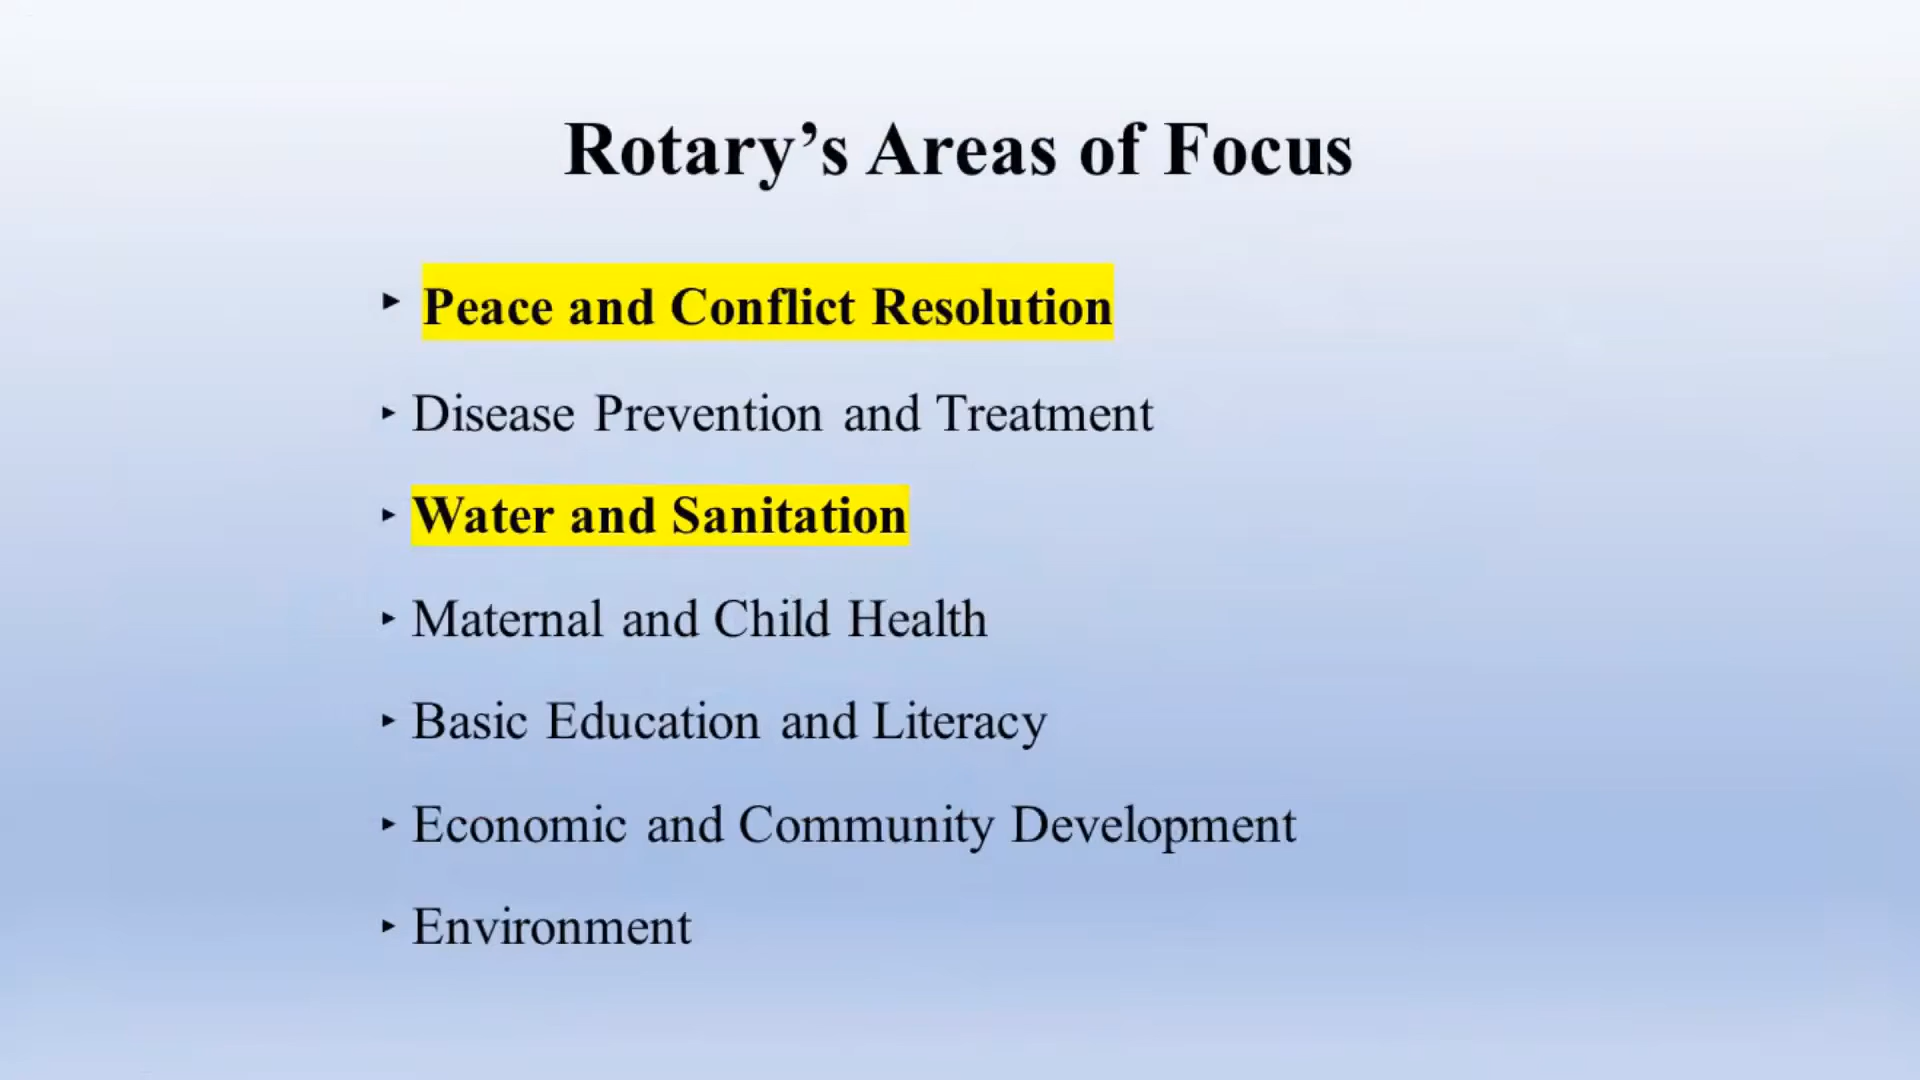 Rotary’s Areas of Focus
‣ Peace and Conflict Resolution
‣ Disease Prevention and Treatment
‣ Water and Sanitation
‣ Maternal and Child Health
‣ Basic Education and Literacy
‣ Economic and Community Development
‣ Environment